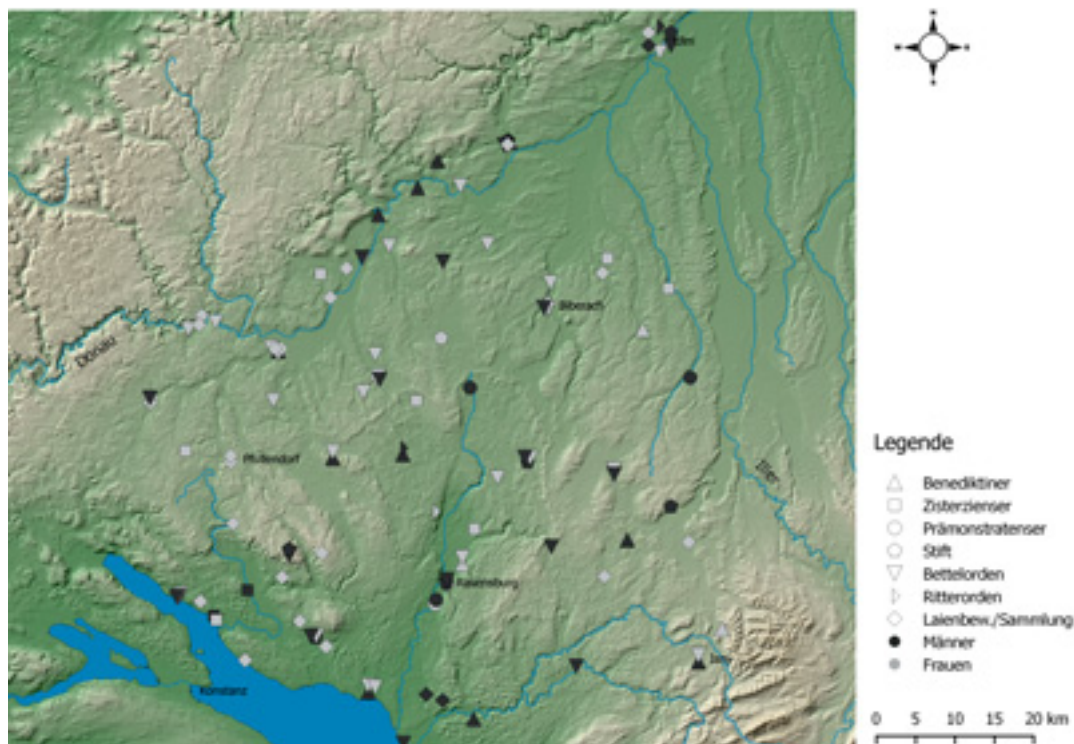 Donau
Biberach
Pfullendorf
Iller
Ravensburg
Konstanz
Legende
Benediktiner
Zisterzienser
Prämonstratenser
Stift
Bettelorden
Ritterorden
Laienbew./Sammlung
Männer
Frauen
0 5 10 15 20 km